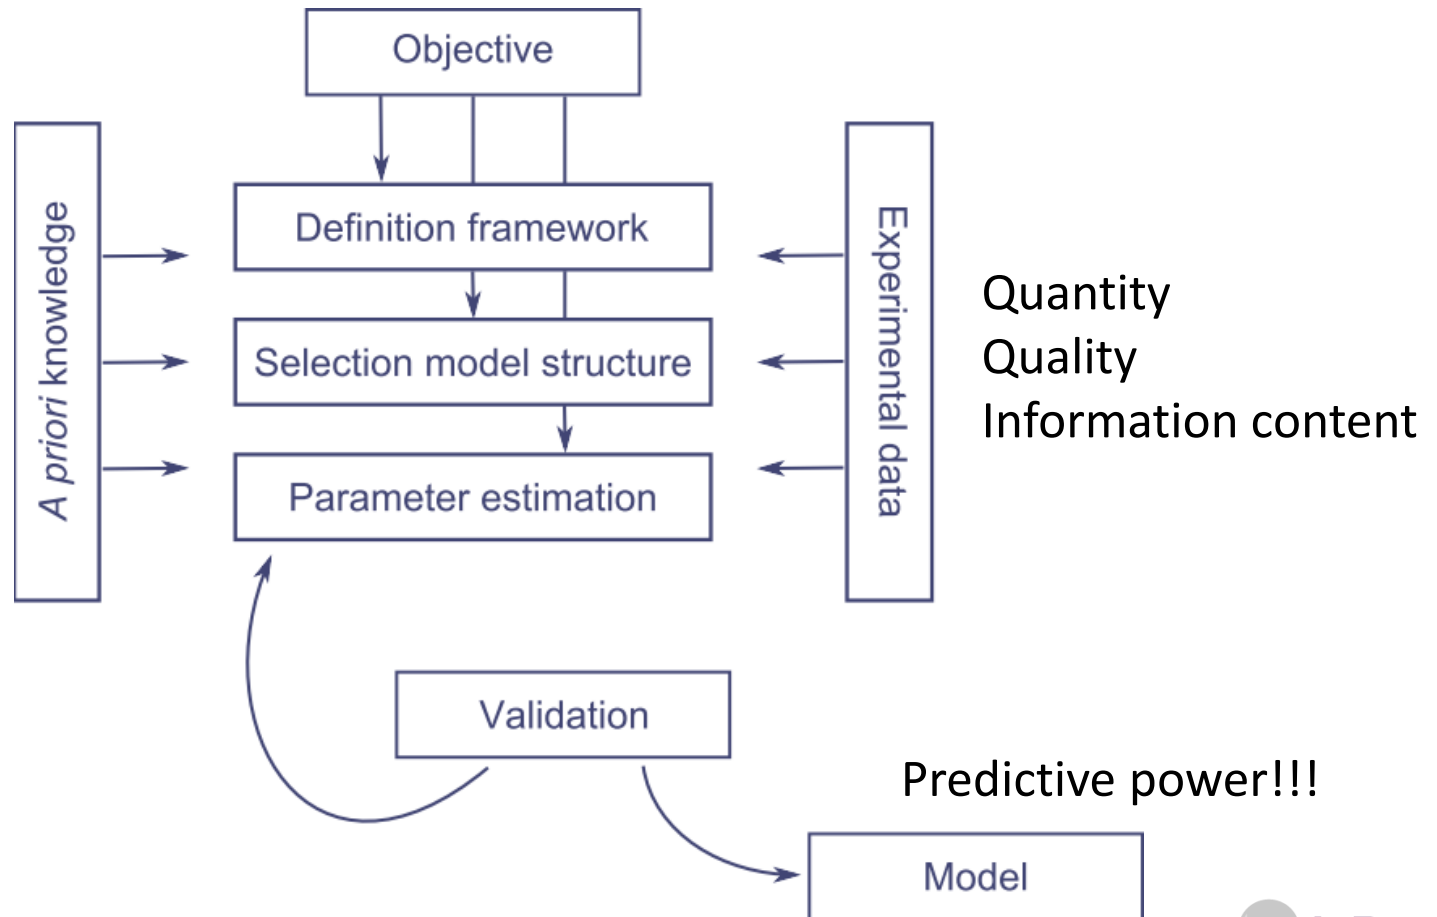 Objective
A priori knowledge
Definition framework
Selection model structure
Parameter estimation
Experimental data
Quantity
Quality
Information content
Validation
Predictive power!!!
Model